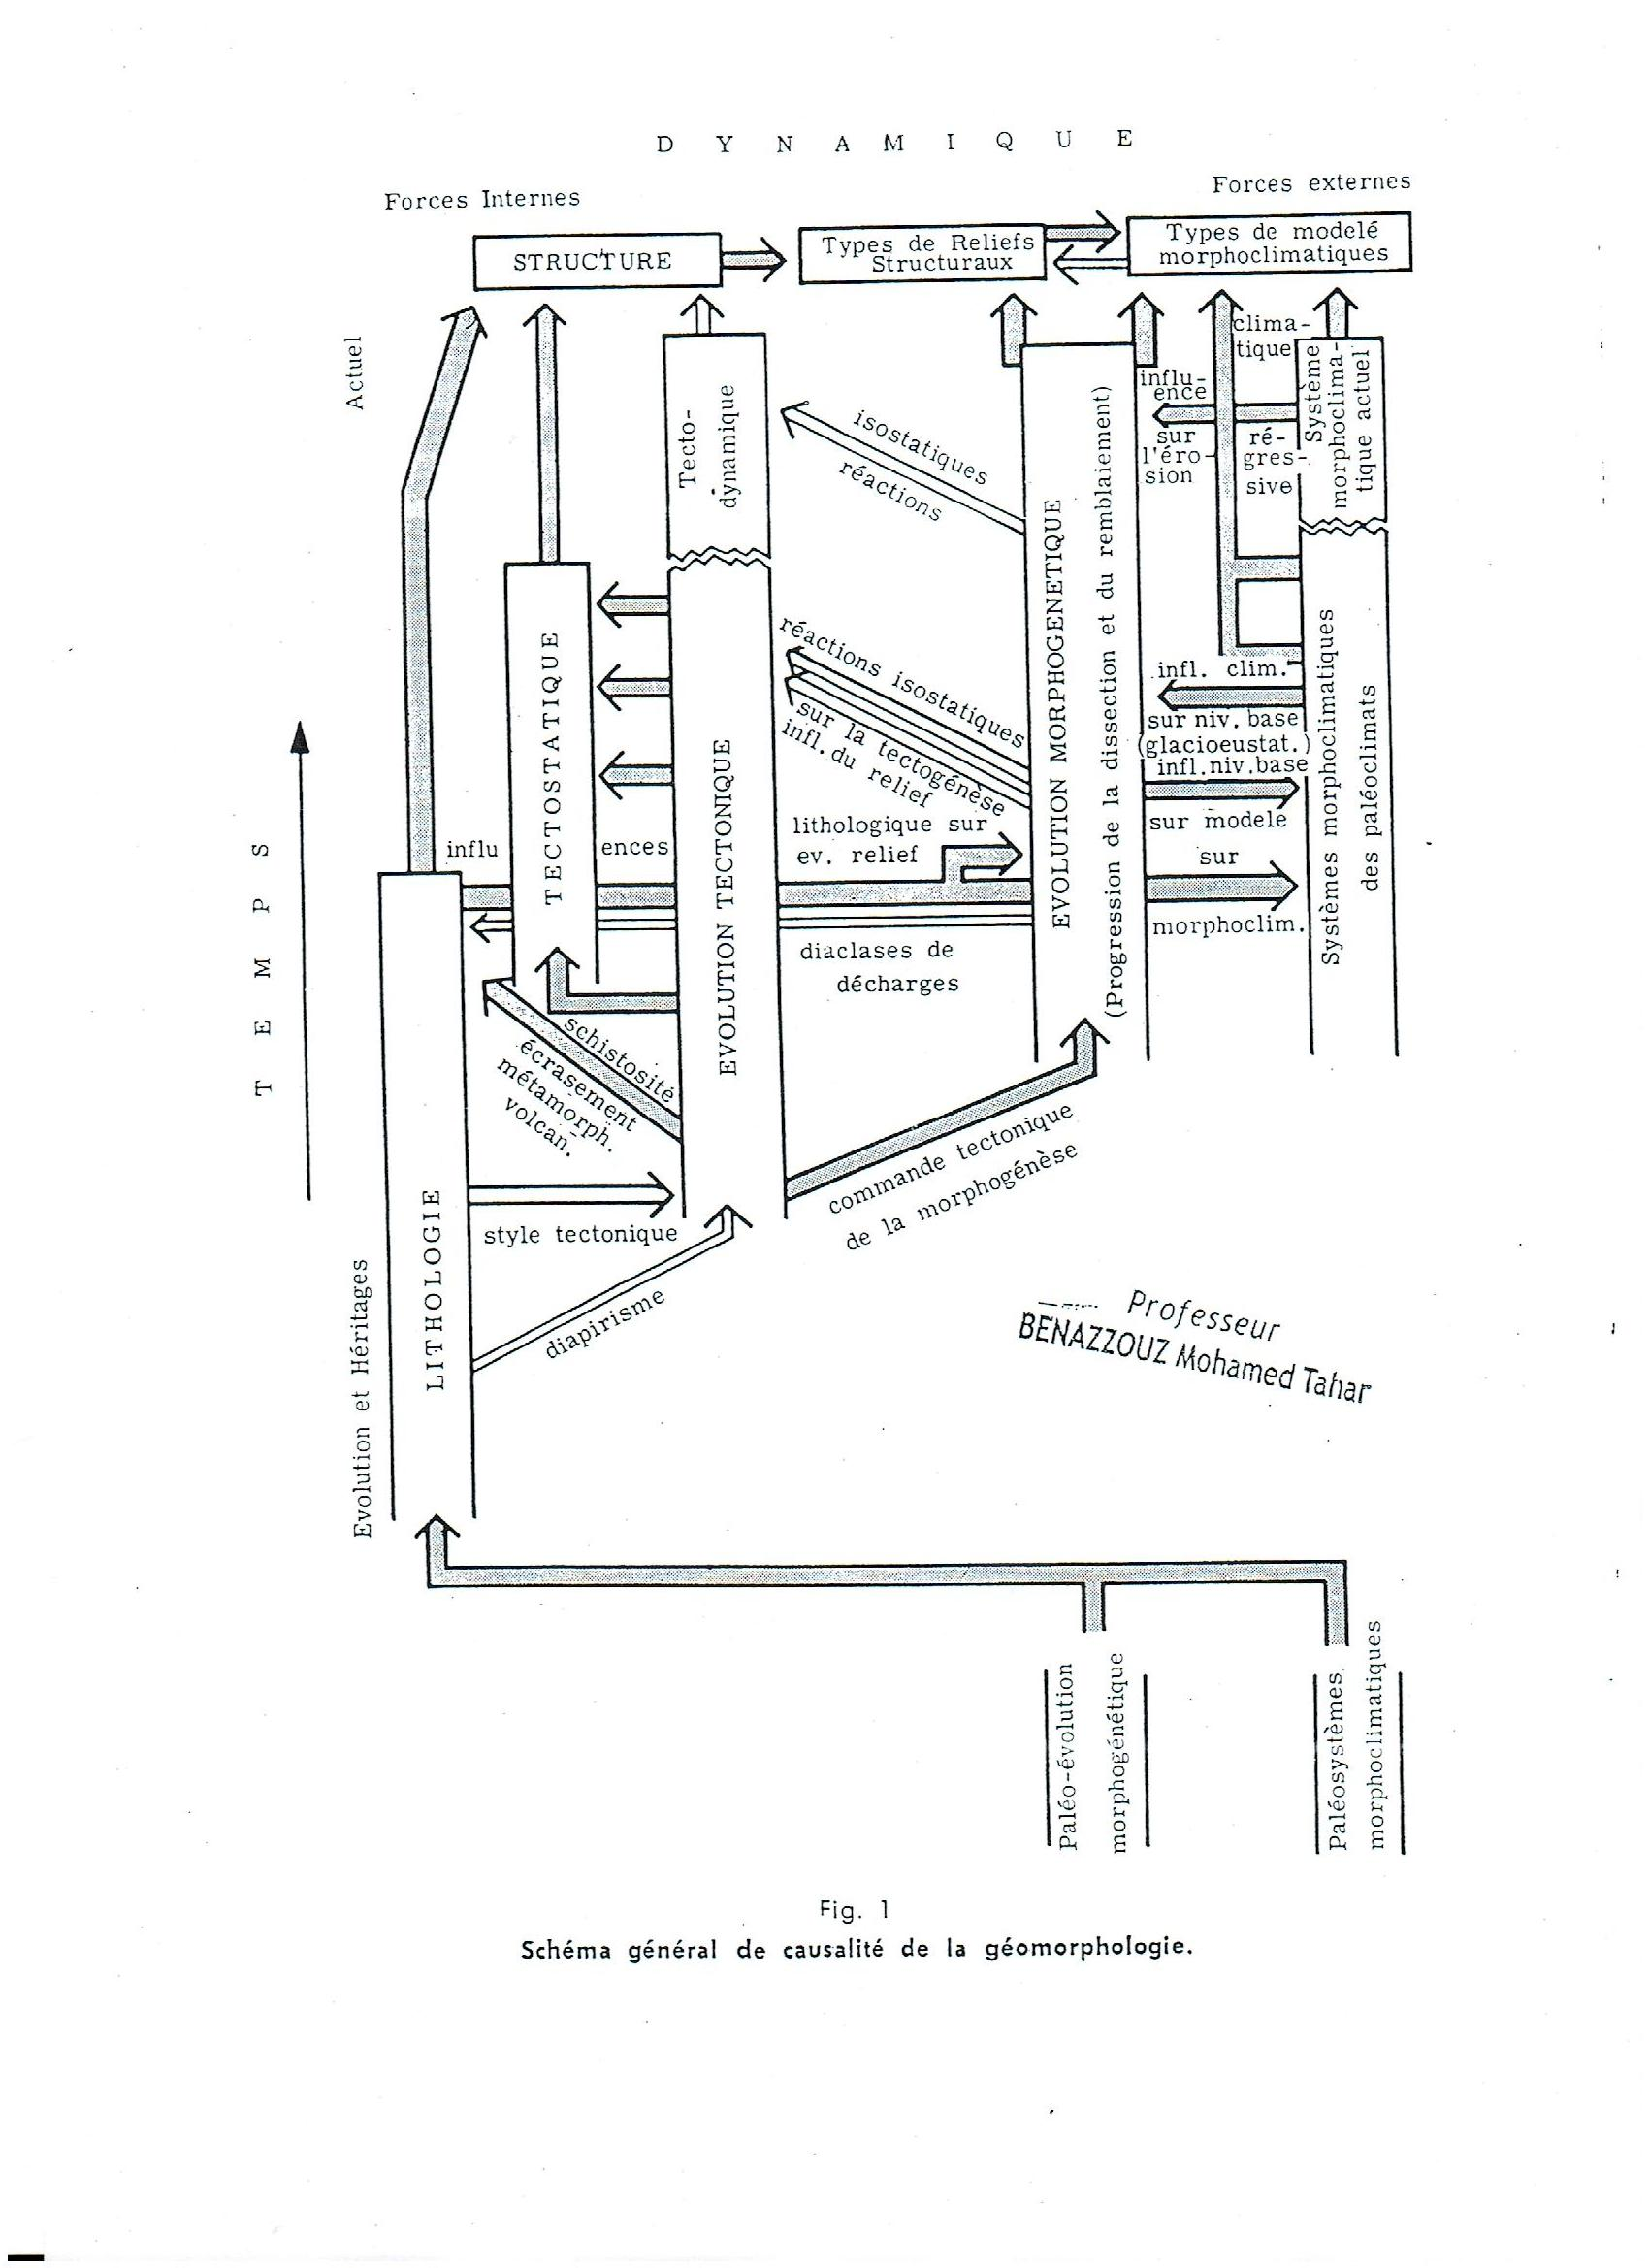 D Y N A M I Q U E
Forces Internes
Forces externes
STRUCTURE
Types de Reliefs
Structuraux
Types de modelé
morphoclimatiques
Actuel
T E M P S
Evolution et Héritages
LITHOLOGIE
TECTOSTATIQUE
Tecto-
dynamique
EVOLUTION TECTONIQUE
EVOLUTION MORPHOGENETIQUE
(Progression de la dissection et du remblaiement)
Système
morphoclima-
tique actuel
Systèmes morphoclimatiques
des paléoclimats
clima-
tique
influ-
ence
sur
l'éro-
sion
ré-
gres-
sive
isostatiques
réactions
réactions isostatiques
sur la tectogénèse
infl. du relief
infl. clim.
sur niv. base
(glacioeustat.)
infl.niv.base
sur modele
sur
morphoclim.
influ
ences
lithologique sur
ev. relief
diaclases de
décharges
schistosité
écrasement
métamorph.
volcan.
style tectonique
diapirisme
commande tectonique
de la morphogénèse
Professeur
BENAZZOUZ Mohamed Tahar
Paléo-évolution
morphogénétique
Paléosystèmes
morphoclimatiques
Fig. 1
Schéma général de causalité de la géomorphologie.